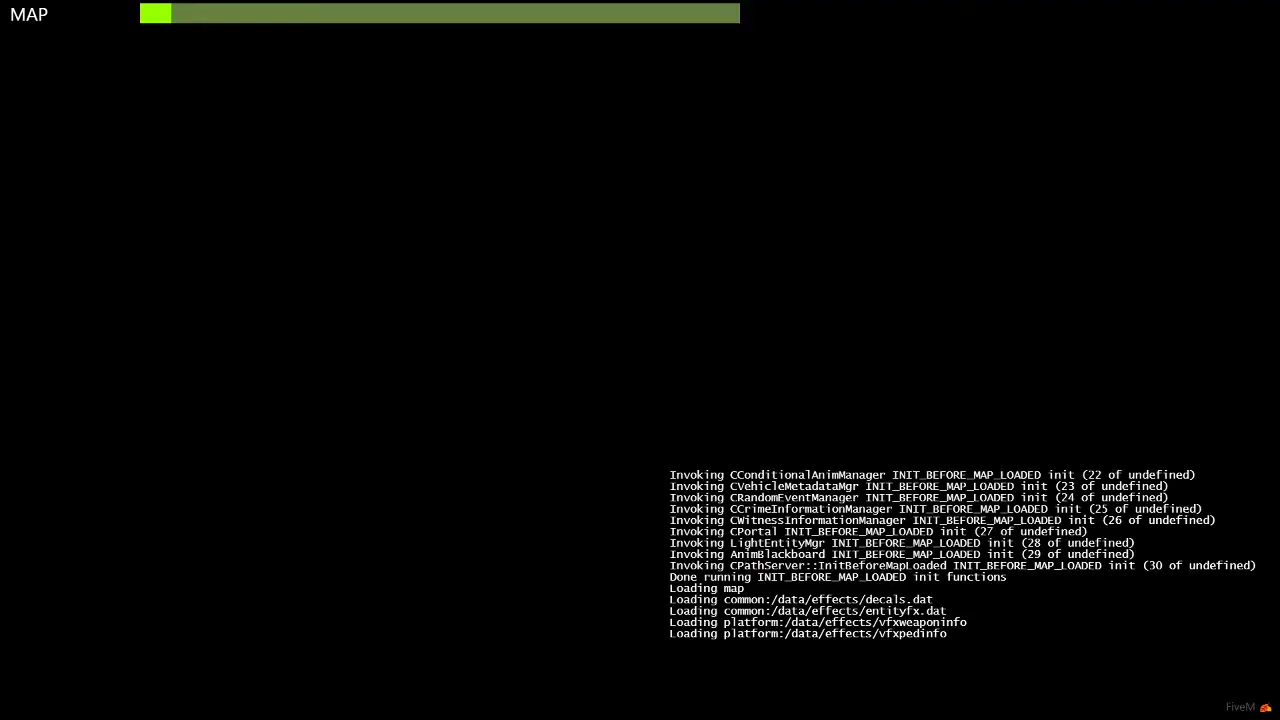 MAP
Invoking CConditionalAnimManager INIT_BEFORE_MAP_LOADED init (22 of undefined)
Invoking CVehicleMetadataMgr INIT_BEFORE_MAP_LOADED init (23 of undefined)
Invoking CRandomEventManager INIT_BEFORE_MAP_LOADED init (24 of undefined)
Invoking CCrimeInformationManager INIT_BEFORE_MAP_LOADED init (25 of undefined)
Invoking CWitnessInformationManager INIT_BEFORE_MAP_LOADED init (26 of undefined)
Invoking CPortal INIT_BEFORE_MAP_LOADED init (27 of undefined)
Invoking LightEntityMgr INIT_BEFORE_MAP_LOADED init (28 of undefined)
Invoking AnimBlackboard INIT_BEFORE_MAP_LOADED init (29 of undefined)
Invoking CPathServer::InitBeforeMapLoaded INIT_BEFORE_MAP_LOADED init (30 of undefined)
Done running INIT_BEFORE_MAP_LOADED init functions
Loading map
Loading common:/data/effects/decals.dat
Loading common:/data/effects/entityfx.dat
Loading platform:/data/effects/vfxweaponinfo
Loading platform:/data/effects/vfxpedinfo
FiveM